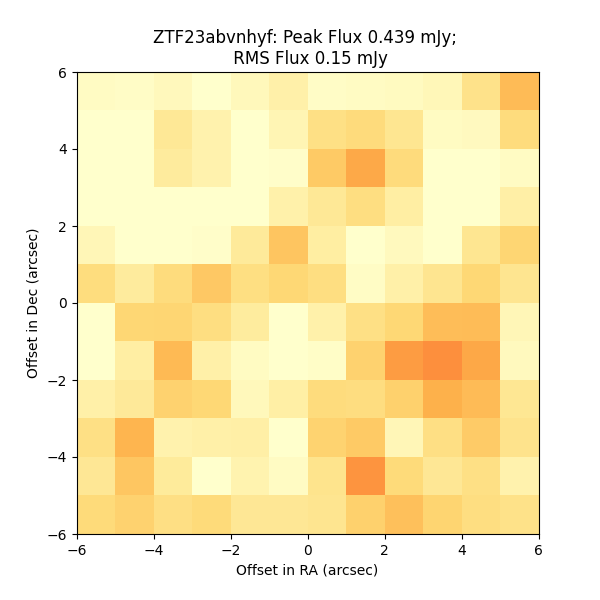 ZTF23abvnhyf: Peak Flux 0.439 mJy;
RMS Flux 0.15 mJy
6
4
2
0
−2
−4
−6
Offset in Dec (arcsec)
−6 −4 −2 0 2 4 6
Offset in RA (arcsec)